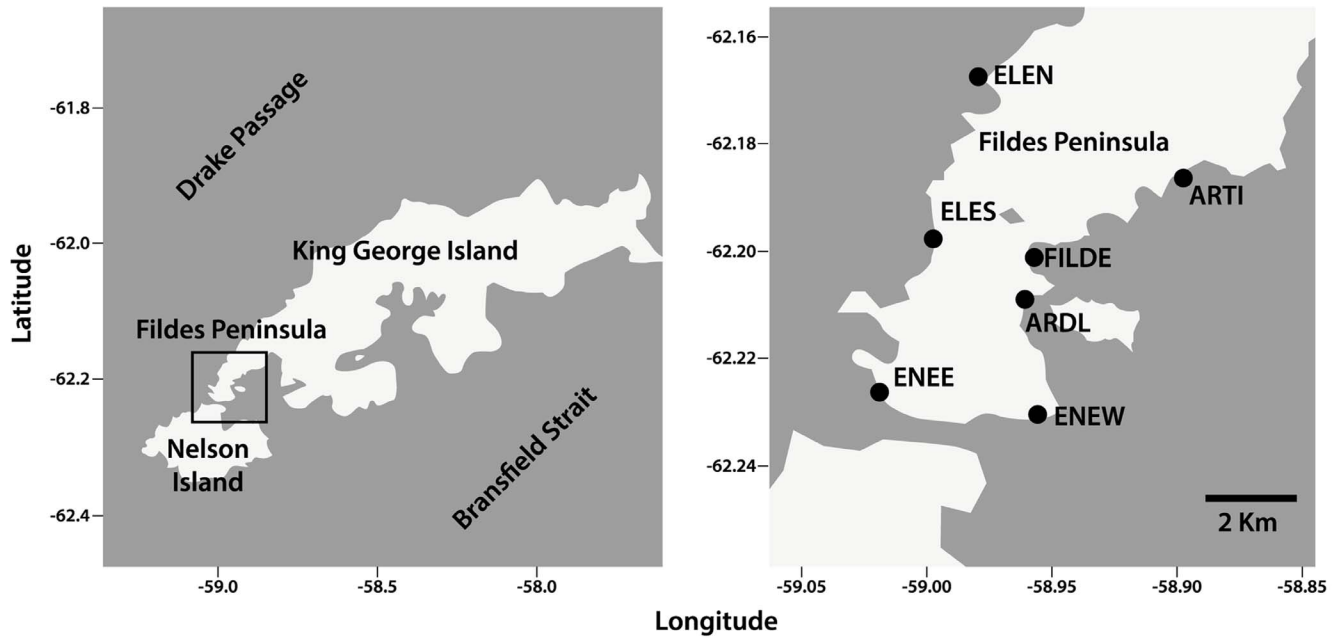 Latitude
-61.8
-62.0
-62.2
-62.4
Drake Passage
King George Island
Fildes Peninsula
Nelson
Island
Bransfield Strait
-59.0
-58.5
-58.0
-62.16
-62.18
-62.20
-62.22
-62.24
ELEN
Fildes Peninsula
ARTI
ELES
FILDE
ARDL
ENEE
ENEW
2 Km
-59.05
-59.00
-58.95
-58.90
-58.85
Longitude